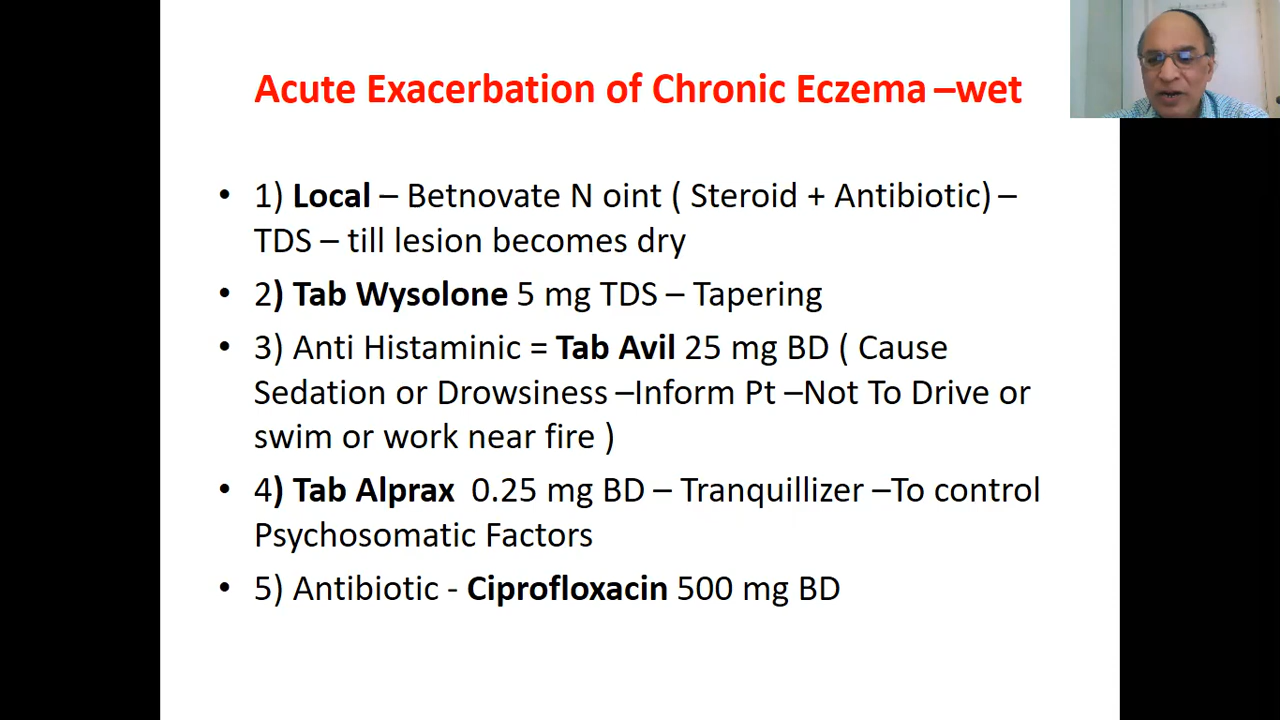 Acute Exacerbation of Chronic Eczema –wet
• 1) Local – Betnovate N oint ( Steroid + Antibiotic) –
TDS – till lesion becomes dry
• 2) Tab Wysolone 5 mg TDS – Tapering
• 3) Anti Histaminic = Tab Avil 25 mg BD ( Cause
Sedation or Drowsiness –Inform Pt –Not To Drive or
swim or work near fire )
• 4) Tab Alprax 0.25 mg BD – Tranquillizer –To control
Psychosomatic Factors
• 5) Antibiotic - Ciprofloxacin 500 mg BD